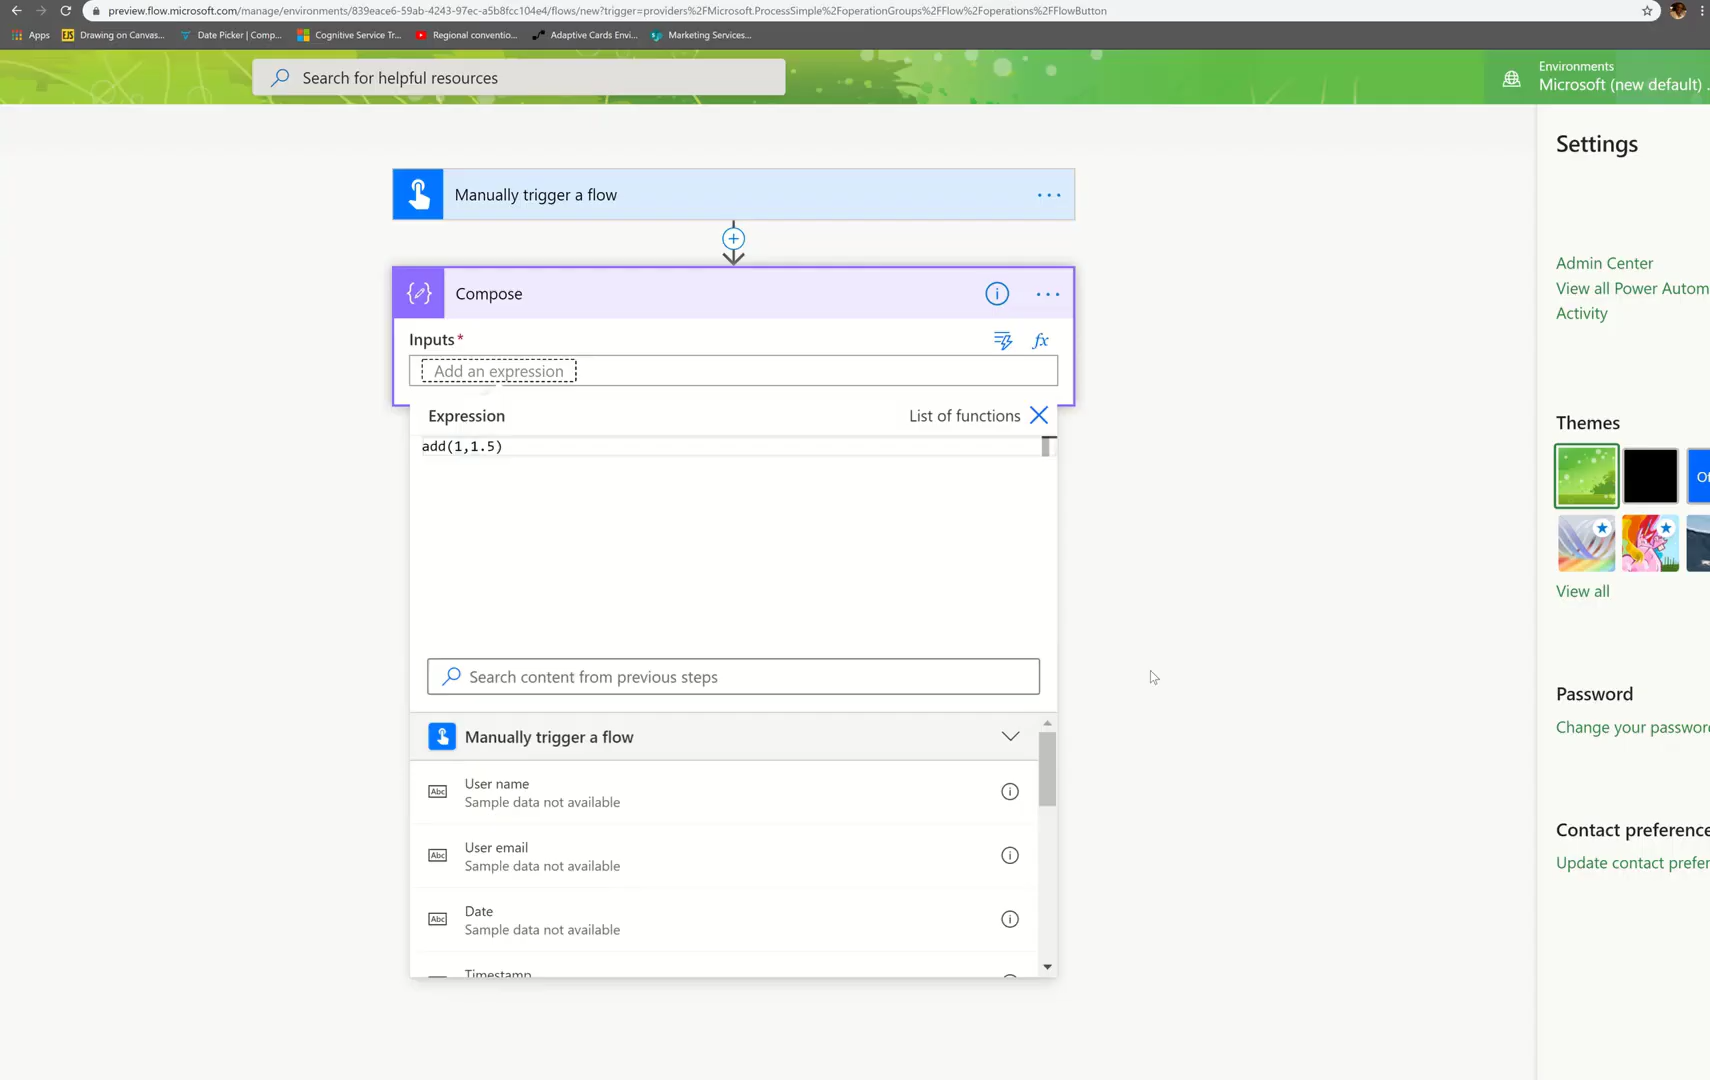 preview.flow.microsoft.com/manage/environments/839eace6-59ab-4243-97ec-a5b8fcc104e4/flows/new?trigger=providers%2FMicrosoft.ProcessSimple%2FoperationGroups%2FFlow%2Foperations%2FFlowButton
Apps
Drawing on Canvas...
Date Picker | Comp...
Cognitive Service Tr...
Regional conventio...
Adaptive Cards Envi...
Marketing Services...
Search for helpful resources
Environments
Microsoft (new default)
Settings
Manually trigger a flow
Admin Center
View all Power Autom
Activity
Compose
Inputs*
fx
Add an expression
Expression
List of functions
add(1,1.5)
Themes
View all
Search content from previous steps
Password
Change your password
Manually trigger a flow
Abc
User name
Sample data not available
Contact preference
Update contact prefer
Abc
User email
Sample data not available
Abc
Date
Sample data not available
Timestamp